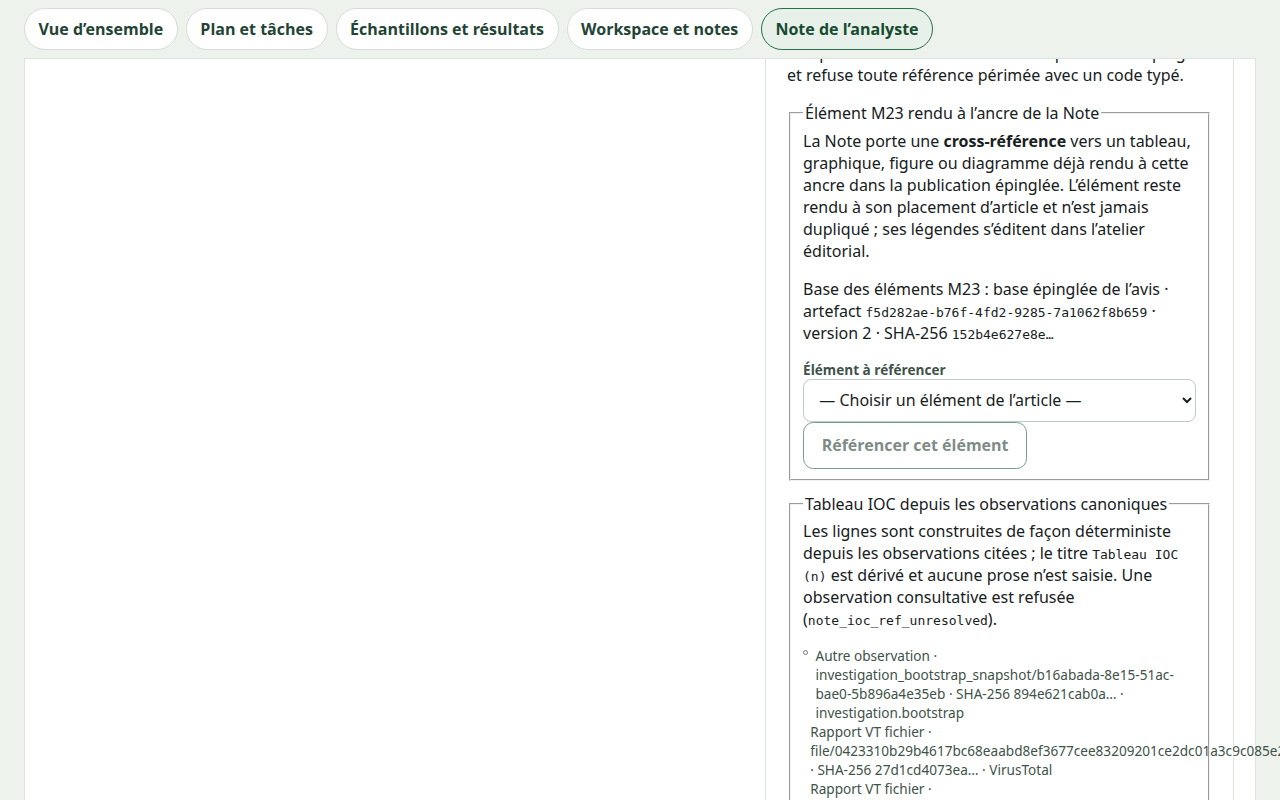 Vue d’ensemble
Plan et tâches
Échantillons et résultats
Workspace et notes
Note de l’analyste
et refuse toute référence périmée avec un code typé.
Élément M23 rendu à l’ancre de la Note
La Note porte une cross-référence vers un tableau,
graphique, figure ou diagramme déjà rendu à cette
ancre dans la publication épinglée. L’élément reste
rendu à son placement d’article et n’est jamais
dupliqué ; ses légendes s’éditent dans l’atelier
éditorial.
Base des éléments M23 : base épinglée de l’avis ·
artefact f5d282ae-b76f-4fd2-9285-7a1062f8b659 ·
version 2 · SHA-256 152b4e627e8e…
Élément à référencer
— Choisir un élément de l’article —
Référencer cet élément
Tableau IOC depuis les observations canoniques
Les lignes sont construites de façon déterministe
depuis les observations citées ; le titre Tableau IOC
(n) est dérivé et aucune prose n’est saisie. Une
observation consultative est refusée
(note_ioc_ref_unresolved).
Autre observation ·
investigation_bootstrap_snapshot/b16abada-8e15-51ac-
bae0-5b896a4e35eb · SHA-256 894e621cab0a… ·
investigation.bootstrap
Rapport VT fichier ·
file/0423310b29b4617bc68eaabd8ef3677cee83209201ce2dc01a3c9c085e2
· SHA-256 27d1cd4073ea… · VirusTotal
Rapport VT fichier ·